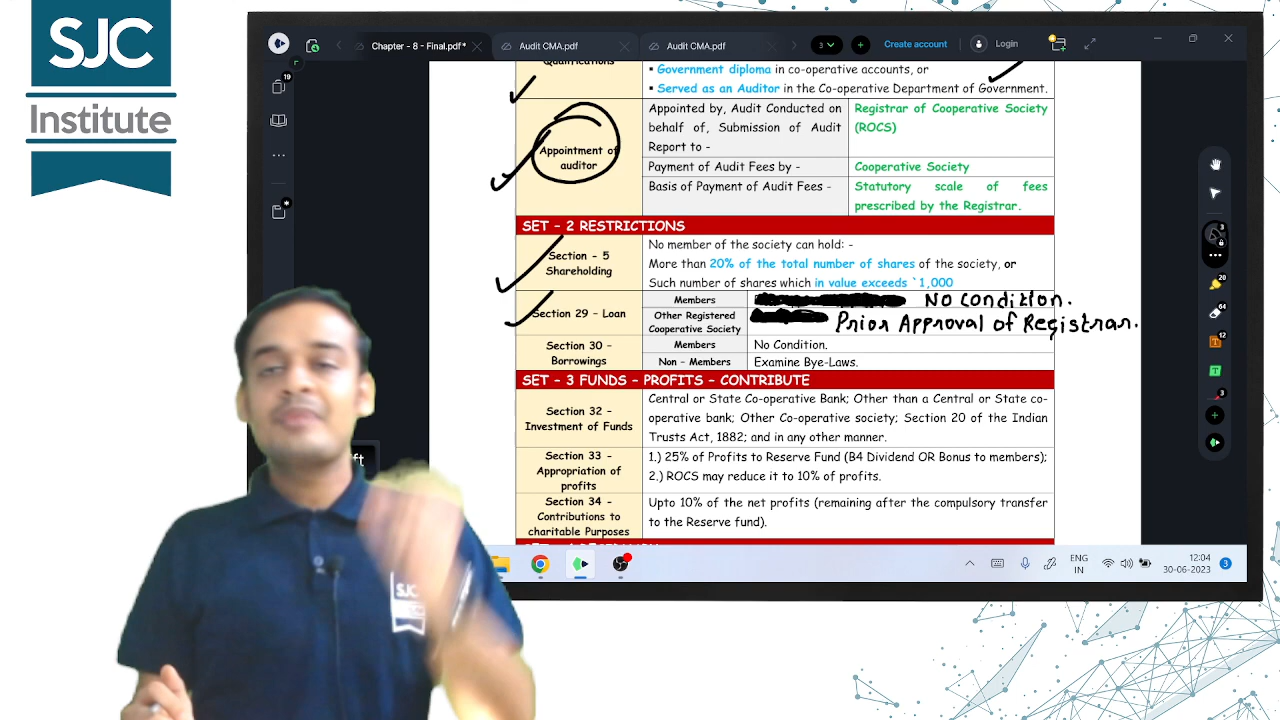 SJC
Institute
Chapter - 8 - Final.pdf*
Audit CMA.pdf
Audit CMA.pdf
3
Create account
Login
19
Qualifications
▪ Government diploma in co-operative accounts, or
▪ Served as an Auditor in the Co-operative Department of Government.
Appointment of
auditor
Appointed by, Audit Conducted on
behalf of, Submission of Audit
Report to -
Registrar of Cooperative Society
(ROCS)
Payment of Audit Fees by -
Cooperative Society
Basis of Payment of Audit Fees -
Statutory scale of fees
prescribed by the Registrar.
SET - 2 RESTRICTIONS
Section - 5
Shareholding
No member of the society can hold: -
More than 20% of the total number of shares of the society, or
Such number of shares which in value exceeds `1,000
Section 29 - Loan
Members
No Condition.
Other Registered
Cooperative Society
Prior Approval of Registrar.
Section 30 -
Borrowings
Members
No Condition.
Non - Members
Examine Bye-Laws.
SET - 3 FUNDS - PROFITS - CONTRIBUTE
Section 32 -
Investment of Funds
Central or State Co-operative Bank; Other than a Central or State co-
operative bank; Other Co-operative society; Section 20 of the Indian
Trusts Act, 1882; and in any other manner.
Section 33 -
Appropriation of
profits
1.) 25% of Profits to Reserve Fund (B4 Dividend OR Bonus to members);
2.) ROCS may reduce it to 10% of profits.
Section 34 -
Contributions to
charitable Purposes
Upto 10% of the net profits (remaining after the compulsory transfer
to the Reserve fund).
ft
3
20
64
12
3
ENG
IN
12:04
30-06-2023
3
SJC